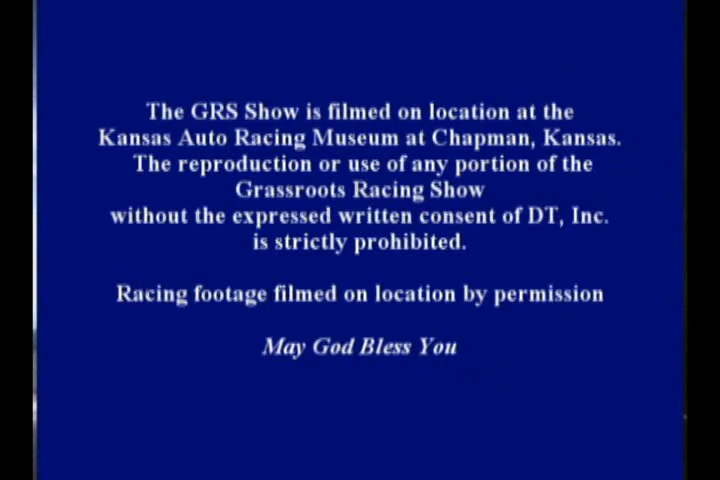 The GRS Show is filmed on location at the
Kansas Auto Racing Museum at Chapman, Kansas.
The reproduction or use of any portion of the
Grassroots Racing Show
without the expressed written consent of DT, Inc.
is strictly prohibited.
Racing footage filmed on location by permission
May God Bless You